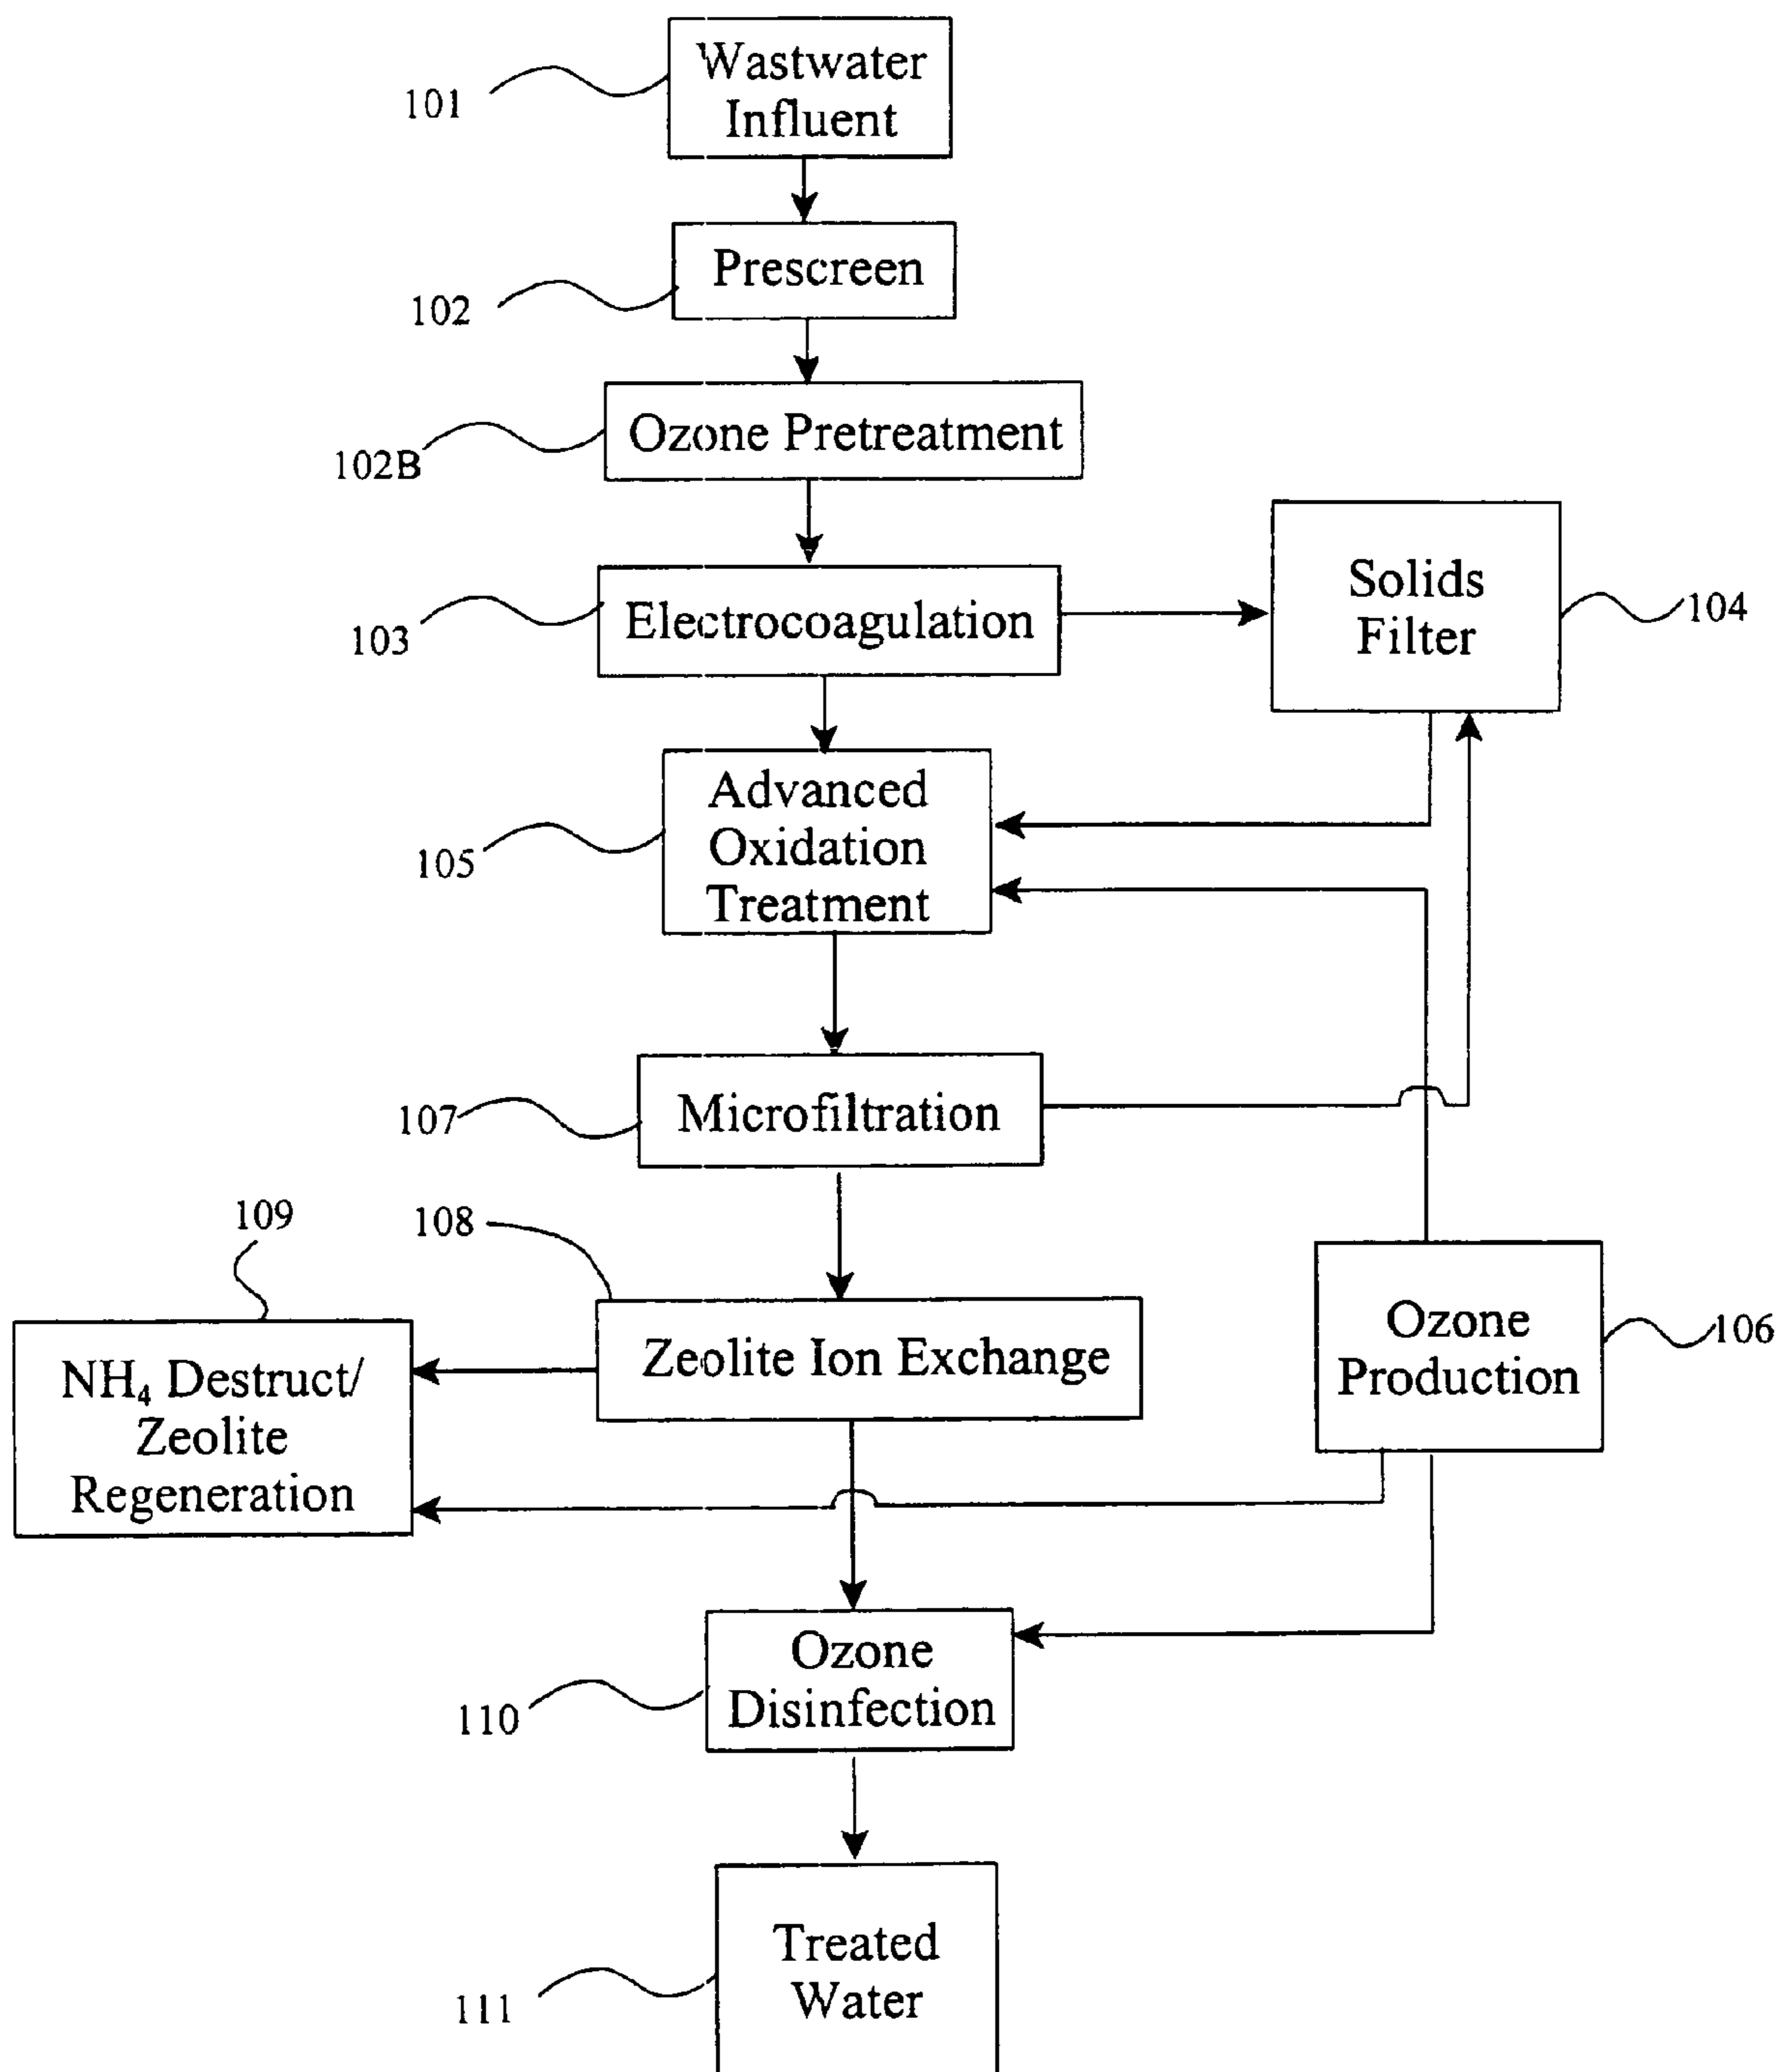 101
Wastwater
Influent
102
Prescreen
102B
Ozone Pretreatment
103
Electrocoagulation
Solids
Filter
104
105
Advanced
Oxidation
Treatment
107
Microfiltration
109
108
NH₄ Destruct/
Zeolite
Regeneration
Zeolite Ion Exchange
Ozone
Production
106
110
Ozone
Disinfection
111
Treated
Water